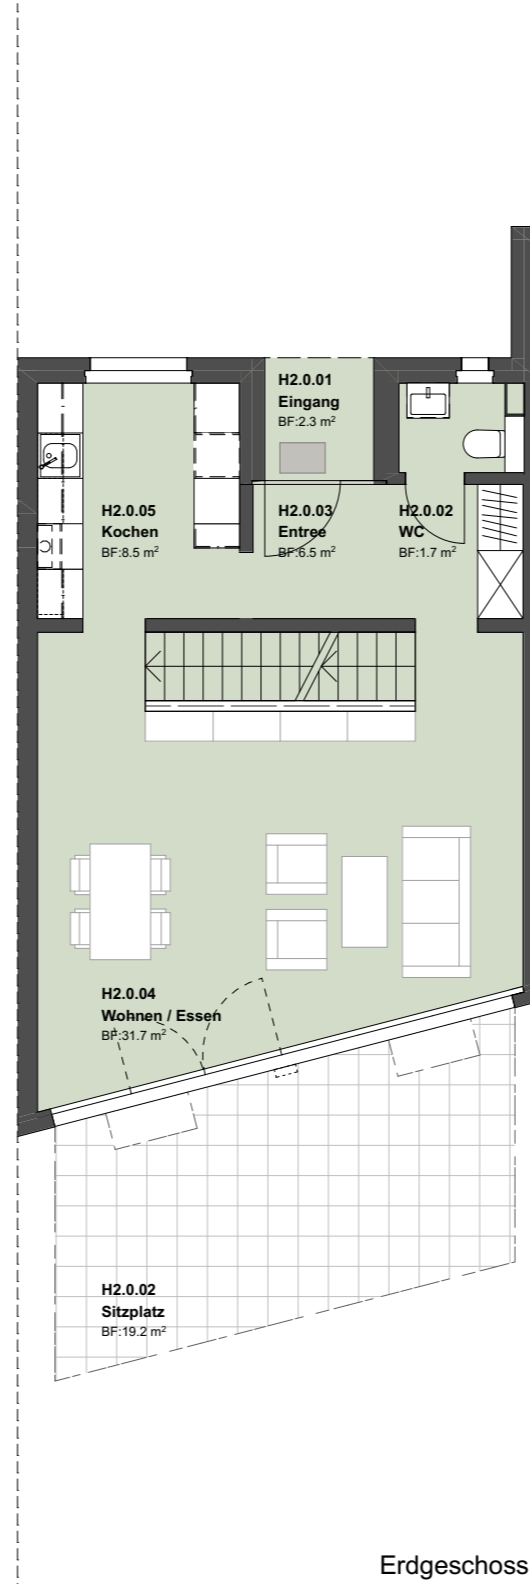 H2.0.01
Eingang
BF:2.3 m²
H2.0.05
Kochen
BF:8.5 m²
H2.0.03
Entree
BF:6.5 m²
H2.0.02
WC
BF:1.7 m²
H2.0.04
Wohnen / Essen
BF:31.7 m²
H2.0.02
Sitzplatz
BF:19.2 m²
Erdgeschoss